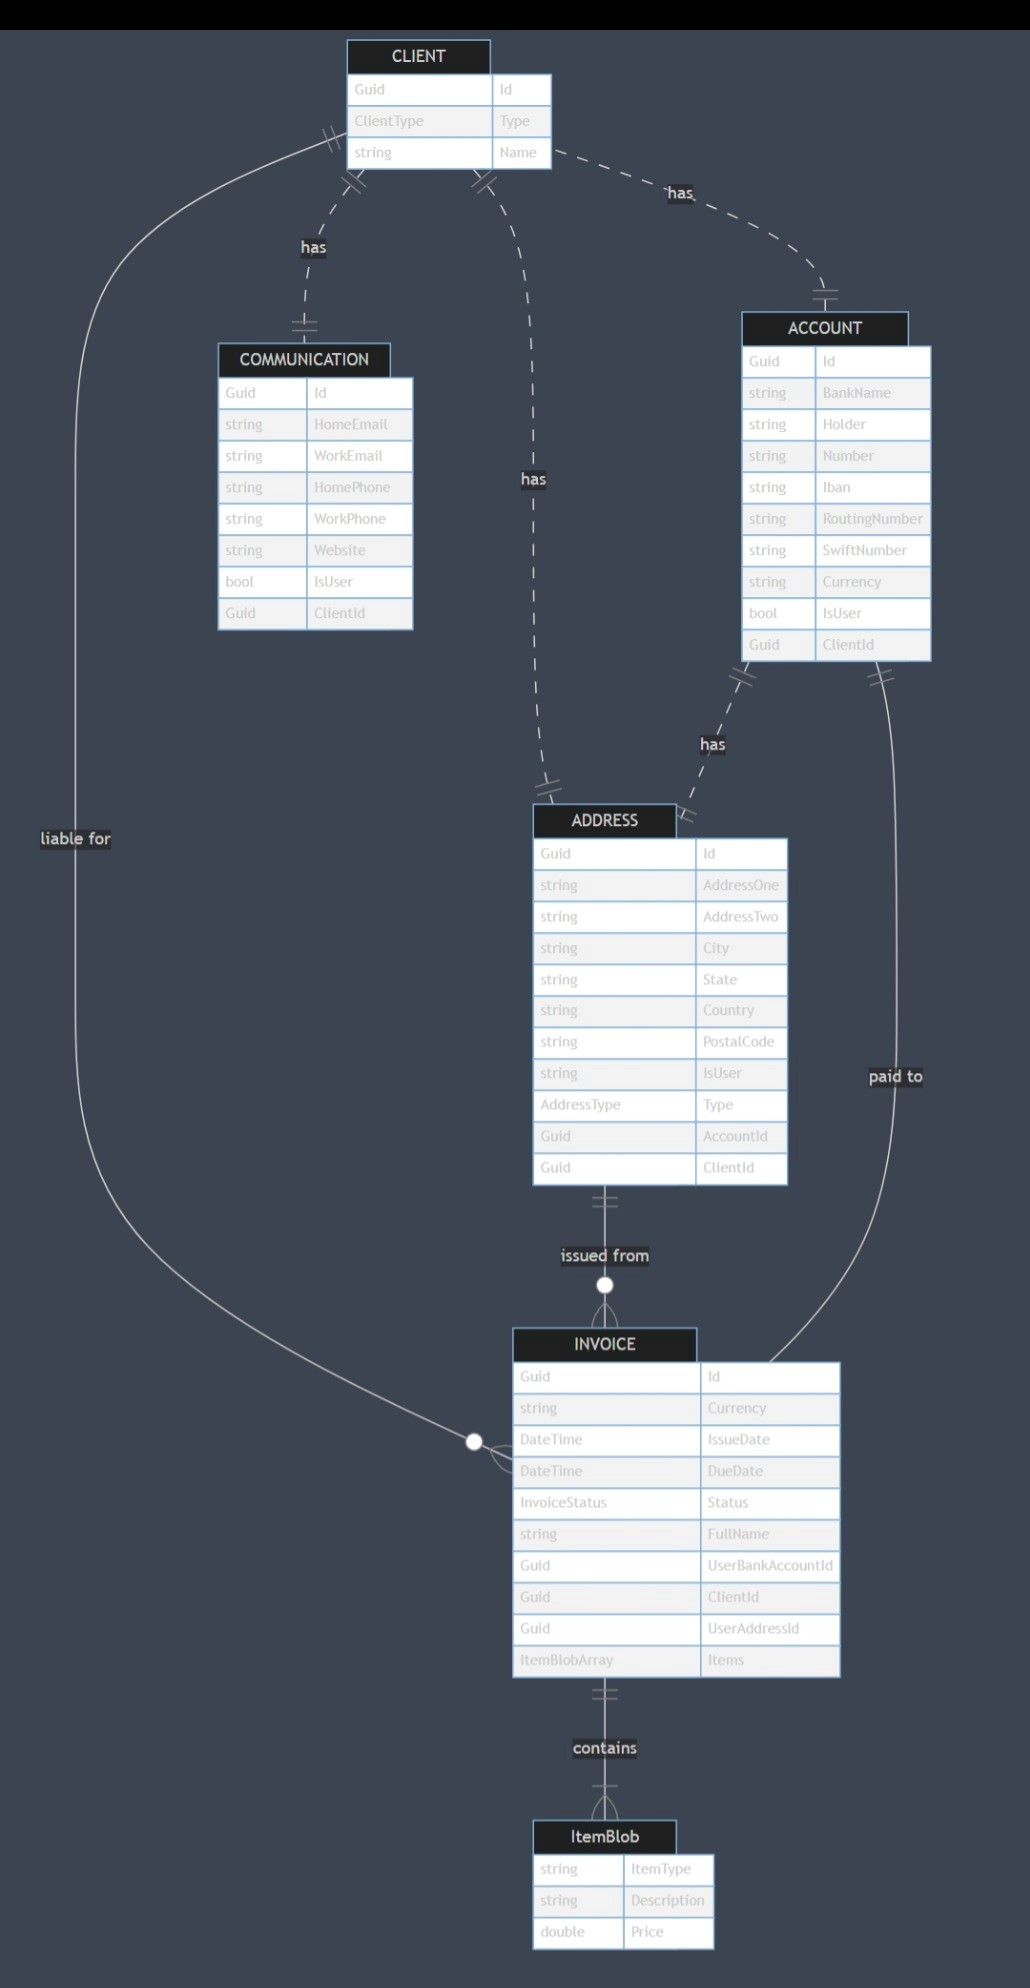 CLIENT
Guid Id
ClientType Type
string Name
has
has
COMMUNICATION
Guid Id
string HomeEmail
string WorkEmail
string HomePhone
string WorkPhone
string Website
bool IsUser
Guid ClientId
has
ACCOUNT
Guid Id
string BankName
string Holder
string Number
string Iban
string RoutingNumber
string SwiftNumber
string Currency
bool IsUser
Guid ClientId
has
liable for
ADDRESS
Guid Id
string AddressOne
string AddressTwo
string City
string State
string Country
string PostalCode
string IsUser
AddressType Type
Guid AccountId
Guid ClientId
paid to
issued from
INVOICE
Guid Id
string Currency
DateTime IssueDate
DateTime DueDate
InvoiceStatus Status
string FullName
Guid UserBankAccountId
Guid ClientId
Guid UserAddressId
ItemBlobArray Items
contains
ItemBlob
string ItemType
string Description
double Price